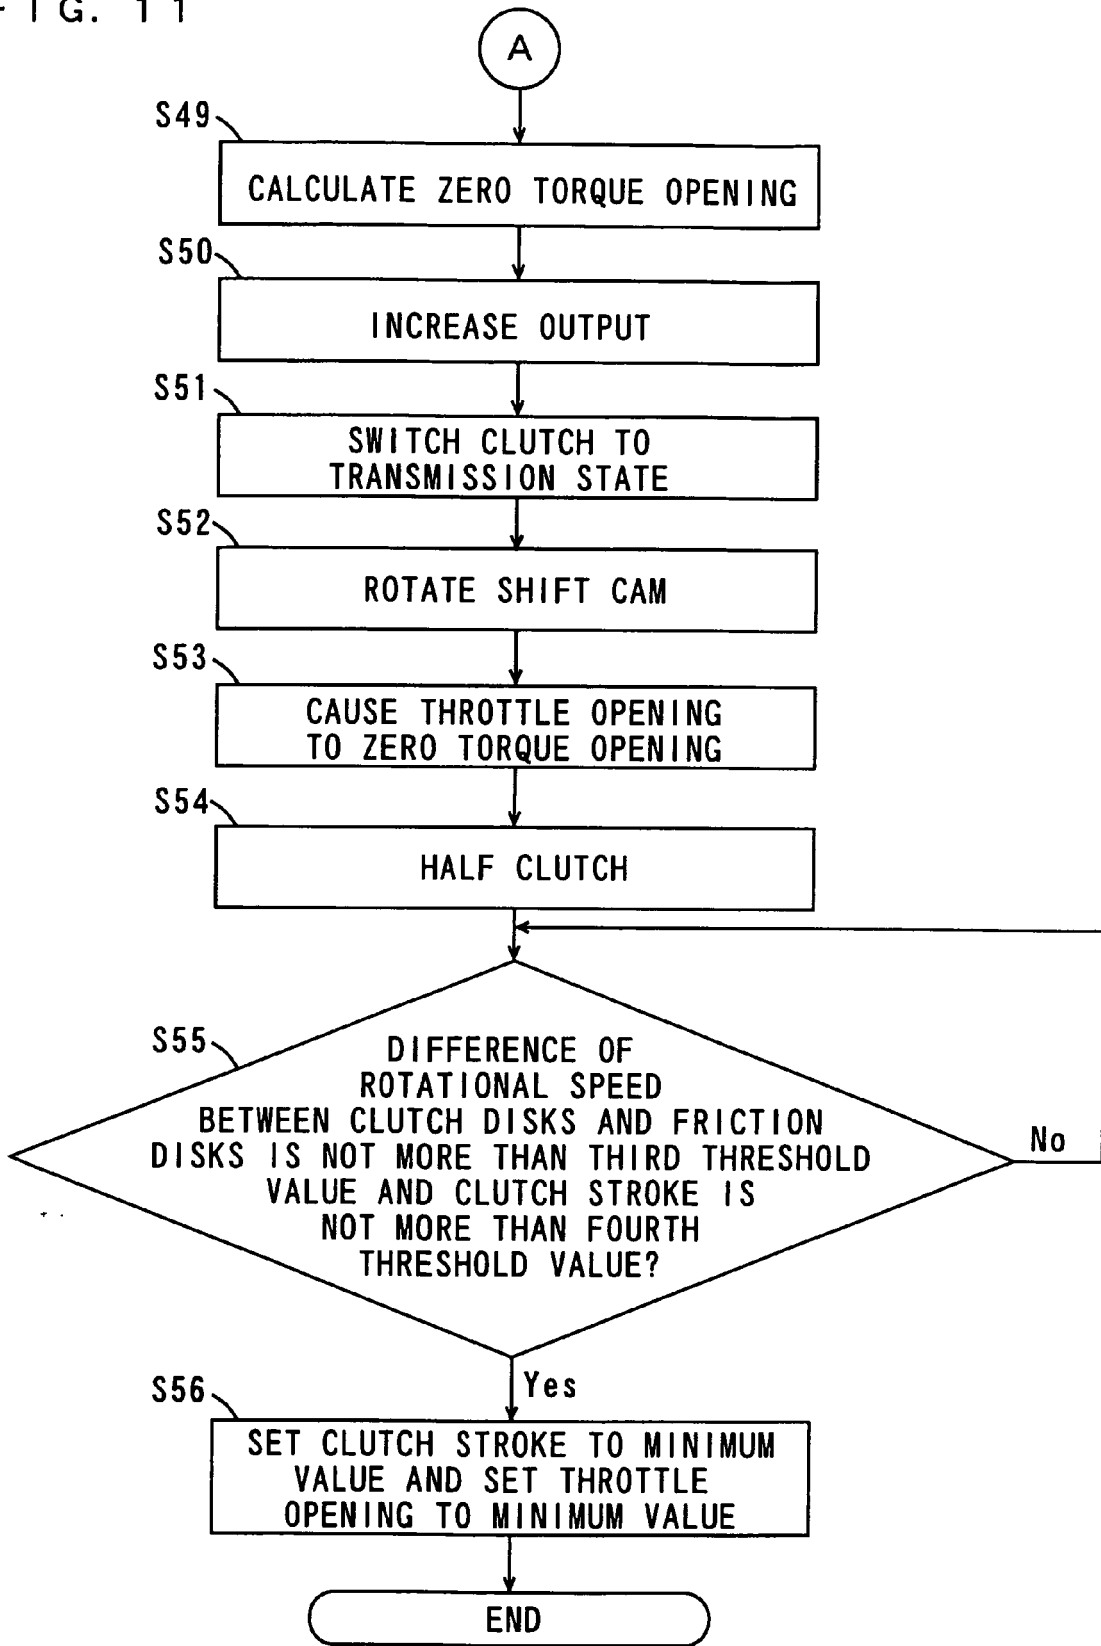 FIG. 11
A
S49
CALCULATE ZERO TORQUE OPENING
S50
INCREASE OUTPUT
S51
SWITCH CLUTCH TO
TRANSMISSION STATE
S52
ROTATE SHIFT CAM
S53
CAUSE THROTTLE OPENING
TO ZERO TORQUE OPENING
S54
HALF CLUTCH
S55
DIFFERENCE OF
ROTATIONAL SPEED
BETWEEN CLUTCH DISKS AND FRICTION
DISKS IS NOT MORE THAN THIRD THRESHOLD
VALUE AND CLUTCH STROKE IS
NOT MORE THAN FOURTH
THRESHOLD VALUE?
No
Yes
S56
SET CLUTCH STROKE TO MINIMUM
VALUE AND SET THROTTLE
OPENING TO MINIMUM VALUE
END